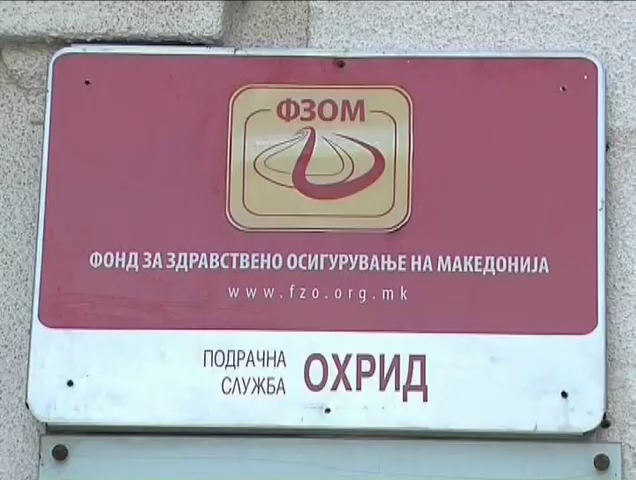 ФЗОМ
ФОНД ЗА ЗДРАВСТВЕНО ОСИГУРУВАЊЕ НА МАКЕДОНИЈА
www.fzo.org.mk
ПОДРАЧНА
СЛУЖБА
ОХРИД